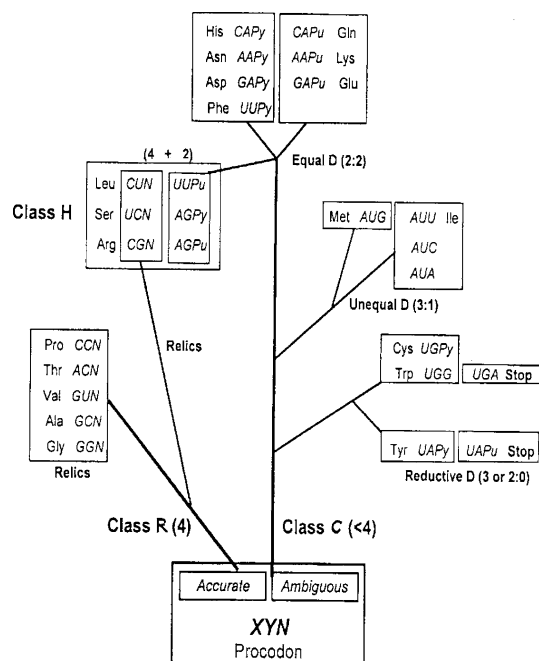 His CAPy
Asn AAPy
Asp GAPy
Phe UUPy
CAPu Gln
AAPu Lys
GAPu Glu
Equal D (2:2)
(4 + 2)
Class H
Leu CUN UUPu
Ser UCN AGPy
Arg CGN AGPu
Met AUG
AUU Ile
AUC
AUA
Unequal D (3:1)
Relics
Pro CCN
Thr ACN
Val GUN
Ala GCN
Gly GGN
Relics
Cys UGPy
Trp UGG
UGA Stop
Tyr UAPy
UAPu Stop
Reductive D (3 or 2:0)
Class R (4)
Class C (<4)
Accurate
Ambiguous
XYN
Procodon